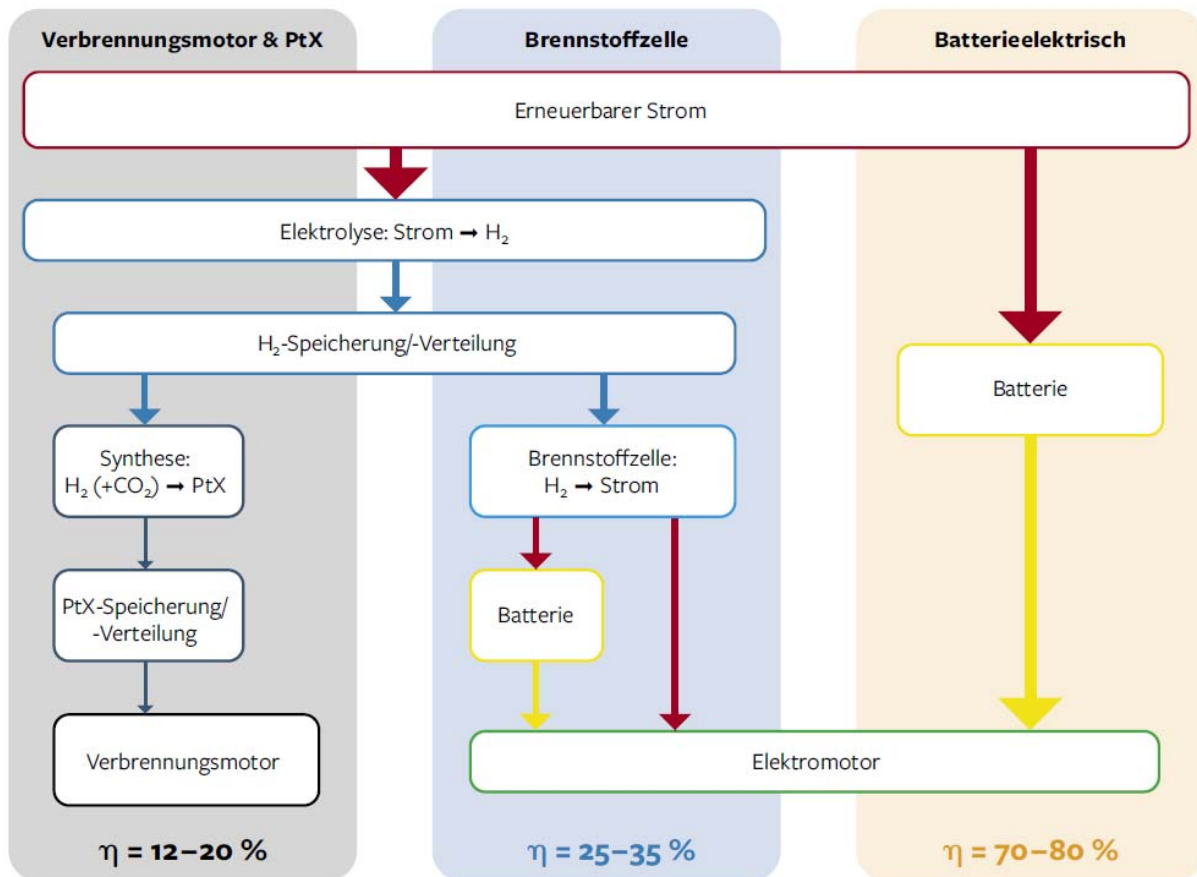 Verbrennungsmotor & PtX
Brennstoffzelle
Batterieelektrisch
Erneuerbarer Strom
Elektrolyse: Strom → H₂
H₂-Speicherung/-Verteilung
Batterie
Synthese:
H₂ (+CO₂) → PtX
Brennstoffzelle:
H₂ → Strom
PtX-Speicherung/
-Verteilung
Batterie
Verbrennungsmotor
Elektromotor
η = 12–20 %
η = 25–35 %
η = 70–80 %